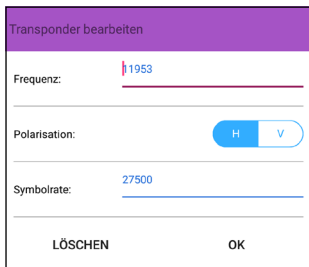 Transponder bearbeiten
Frequenz: 11953
Polarisation: H V
Symbolrate: 27500
LÖSCHEN OK